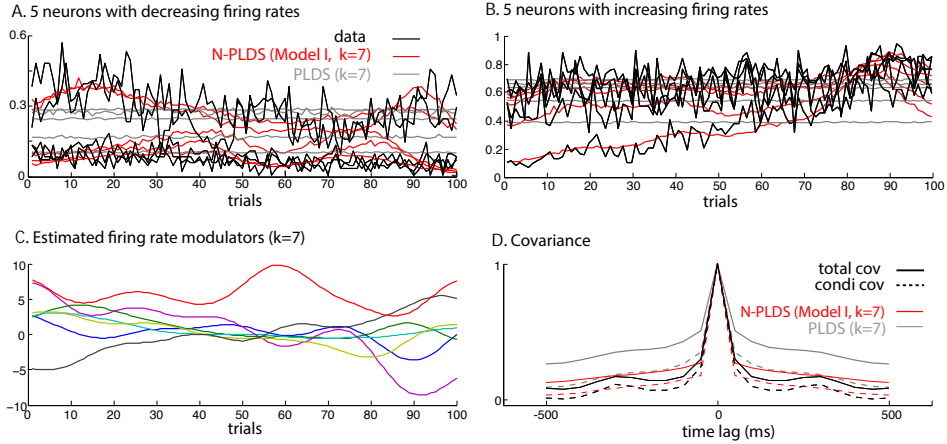 A. 5 neurons with decreasing firing rates
0.6
0.3
0
data
N-PLDS (Model I, k=7)
PLDS (k=7)
0 10 20 30 40 50 60 70 80 90 100
trials
B. 5 neurons with increasing firing rates
1
0.8
0.6
0.4
0.2
0
0 10 20 30 40 50 60 70 80 90 100
trials
C. Estimated firing rate modulators (k=7)
10
5
0
−5
−10
0 10 20 30 40 50 60 70 80 90 100
trials
D. Covariance
1
0
total cov
condi cov
N-PLDS (Model I, k=7)
PLDS (k=7)
-500 0 500
time lag (ms)